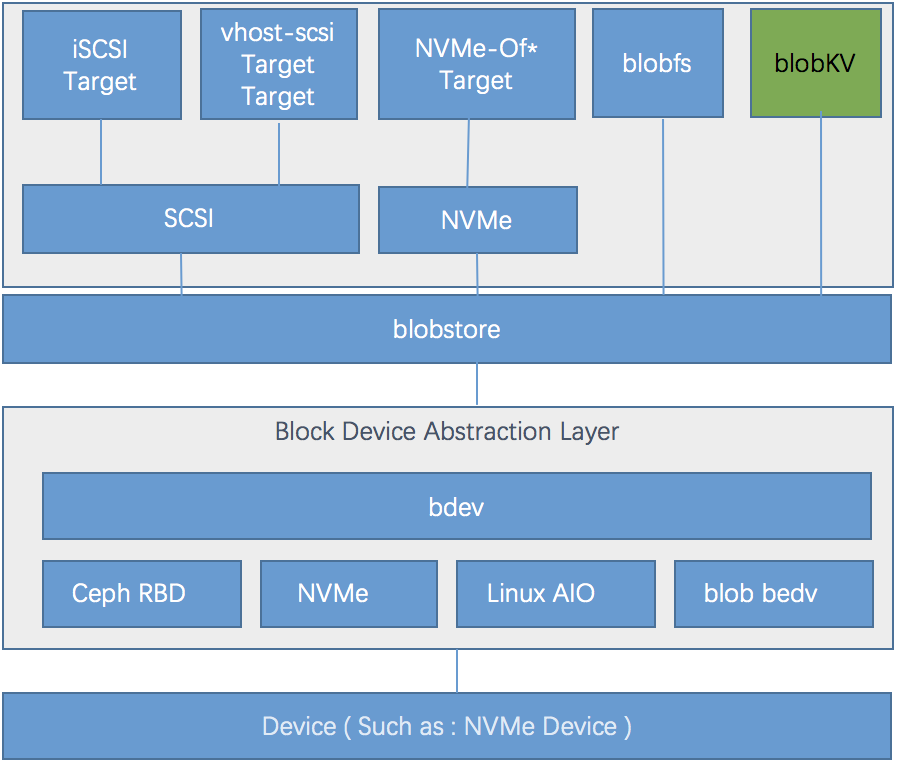 iSCSI
Target
vhost-scsi
Target
Target
NVMe-Of*
Target
blobfs
blobKV
SCSI
NVMe
blobstore
Block Device Abstraction Layer
bdev
Ceph RBD
NVMe
Linux AIO
blob bedv
Device ( Such as : NVMe Device )